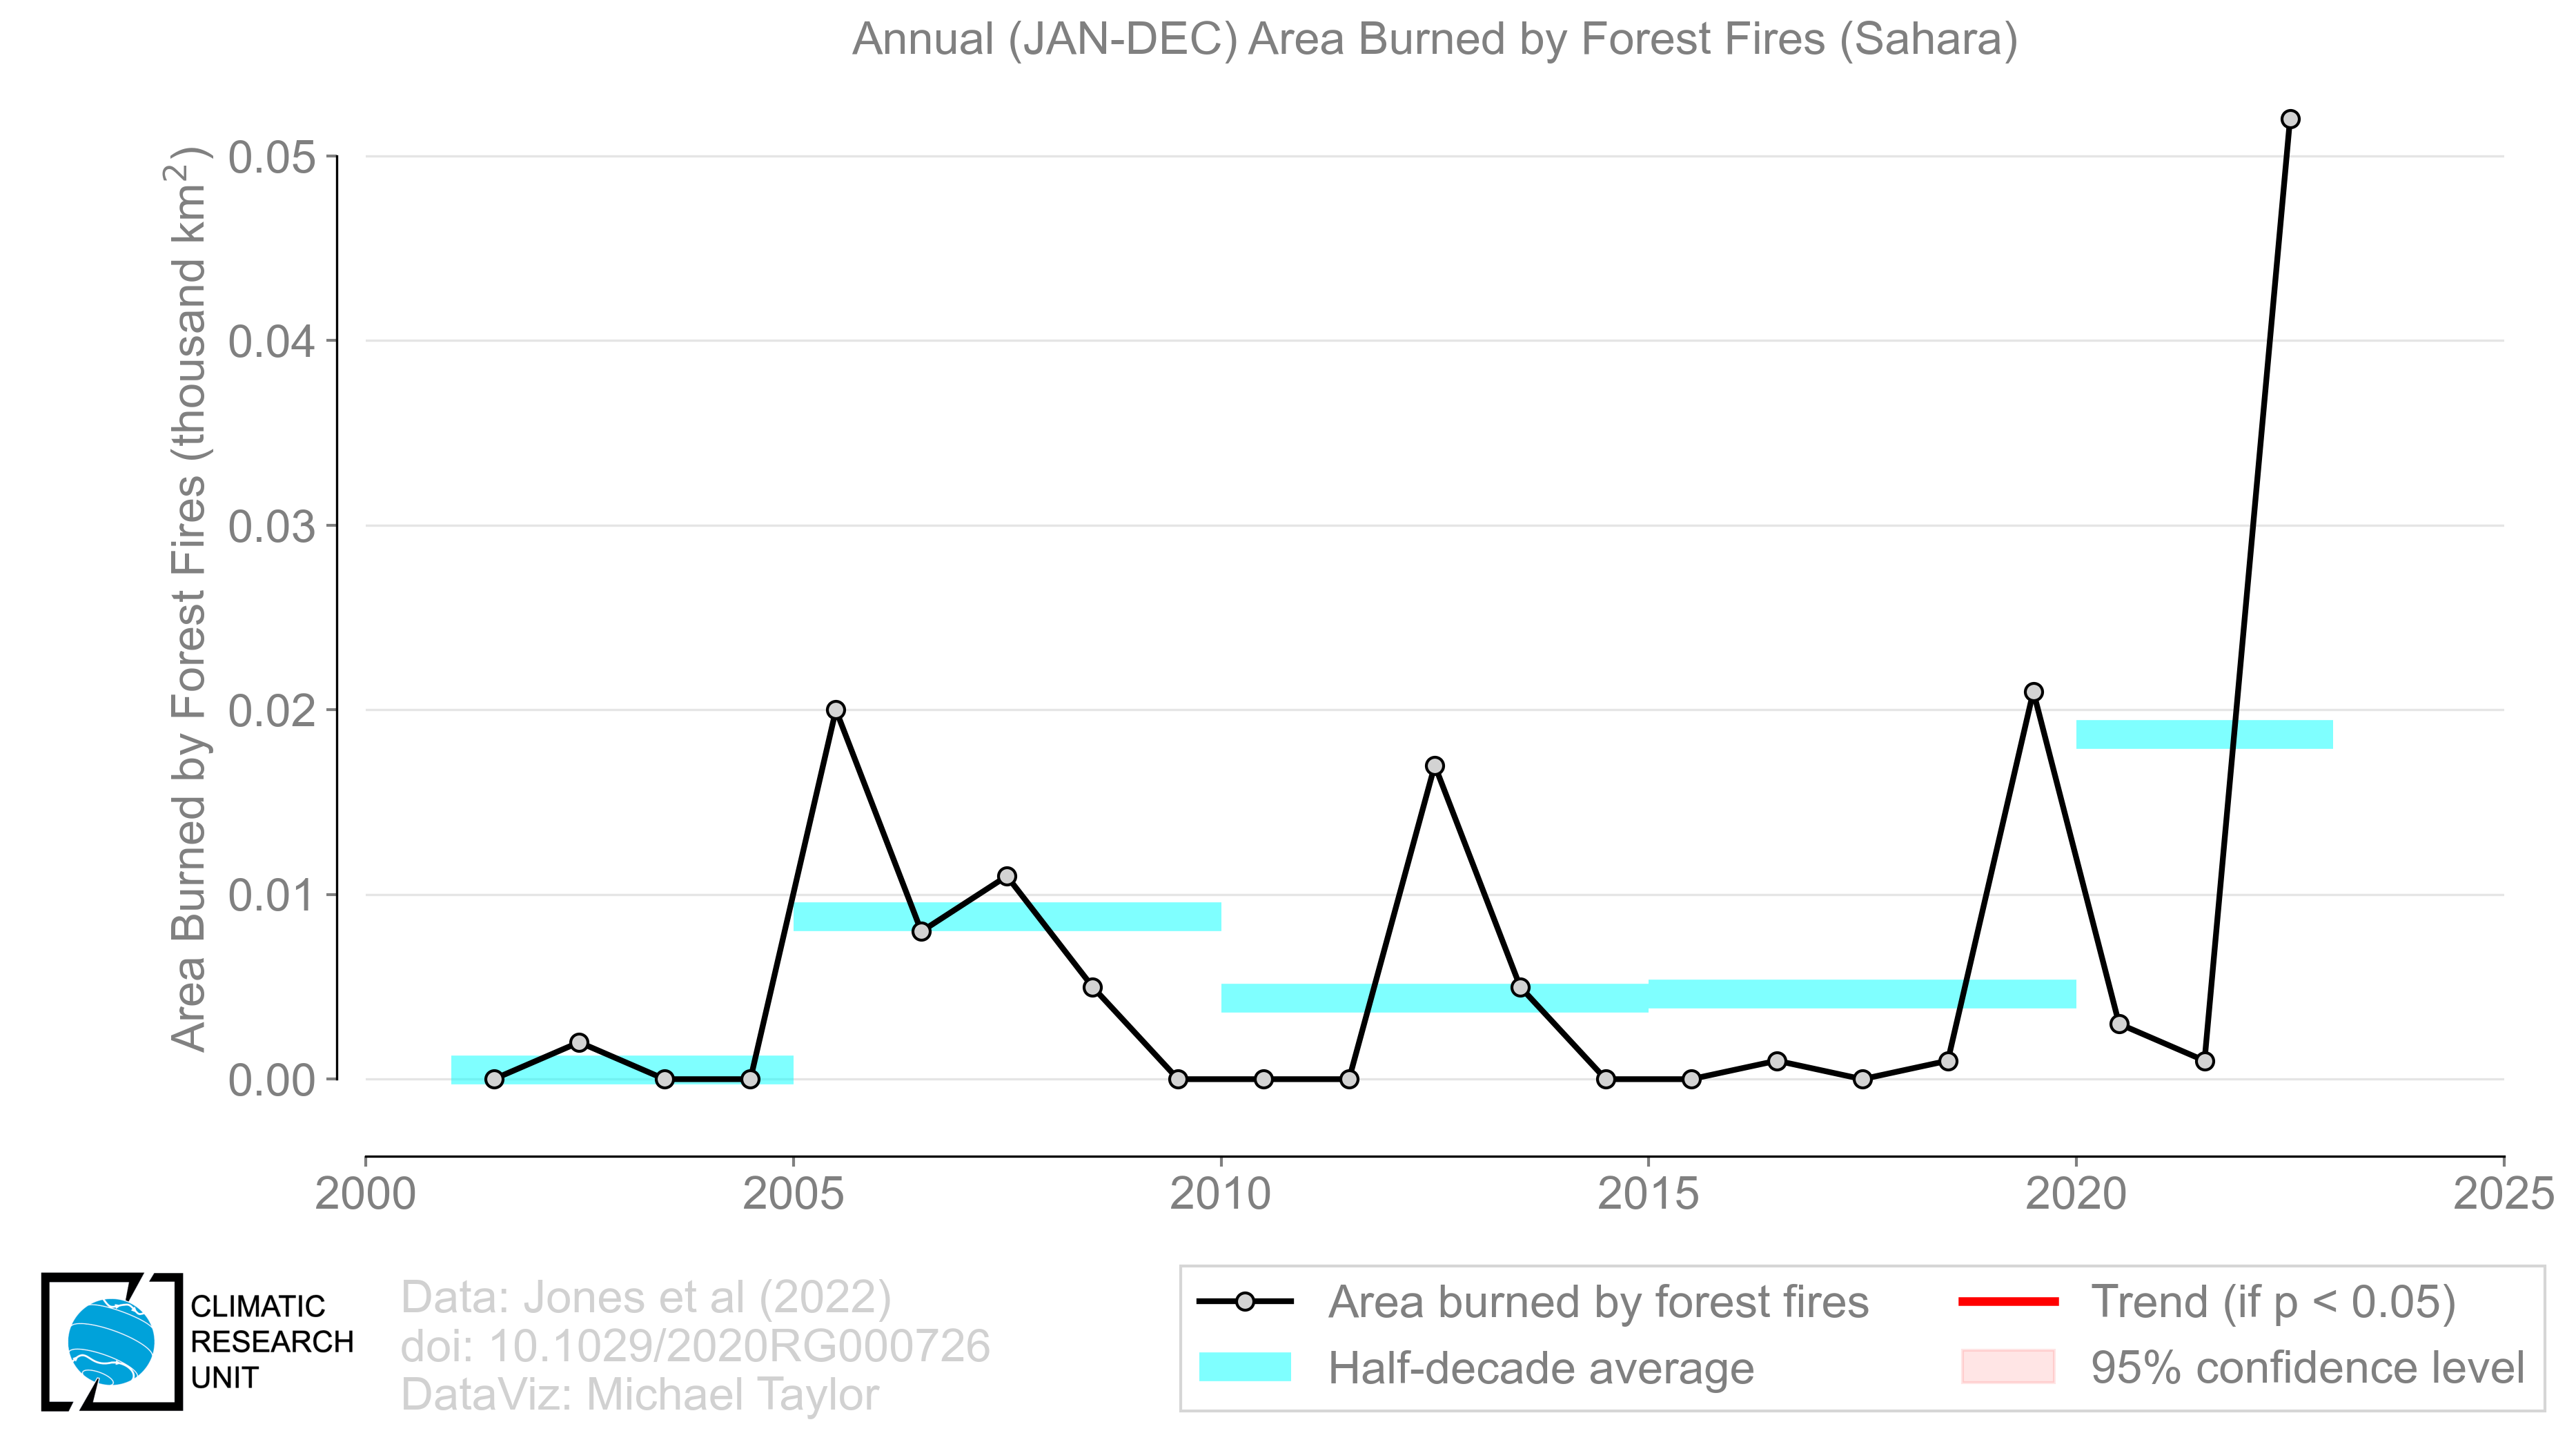 Annual (JAN-DEC) Area Burned by Forest Fires (Sahara)
Area Burned by Forest Fires (thousand km²)
0.05
0.04
0.03
0.02
0.01
0.00
2000 2005 2010 2015 2020 2025
CLIMATIC
RESEARCH
UNIT
Data: Jones et al (2022)
doi: 10.1029/2020RG000726
DataViz: Michael Taylor
Area burned by forest fires
Half-decade average
Trend (if p < 0.05)
95% confidence level